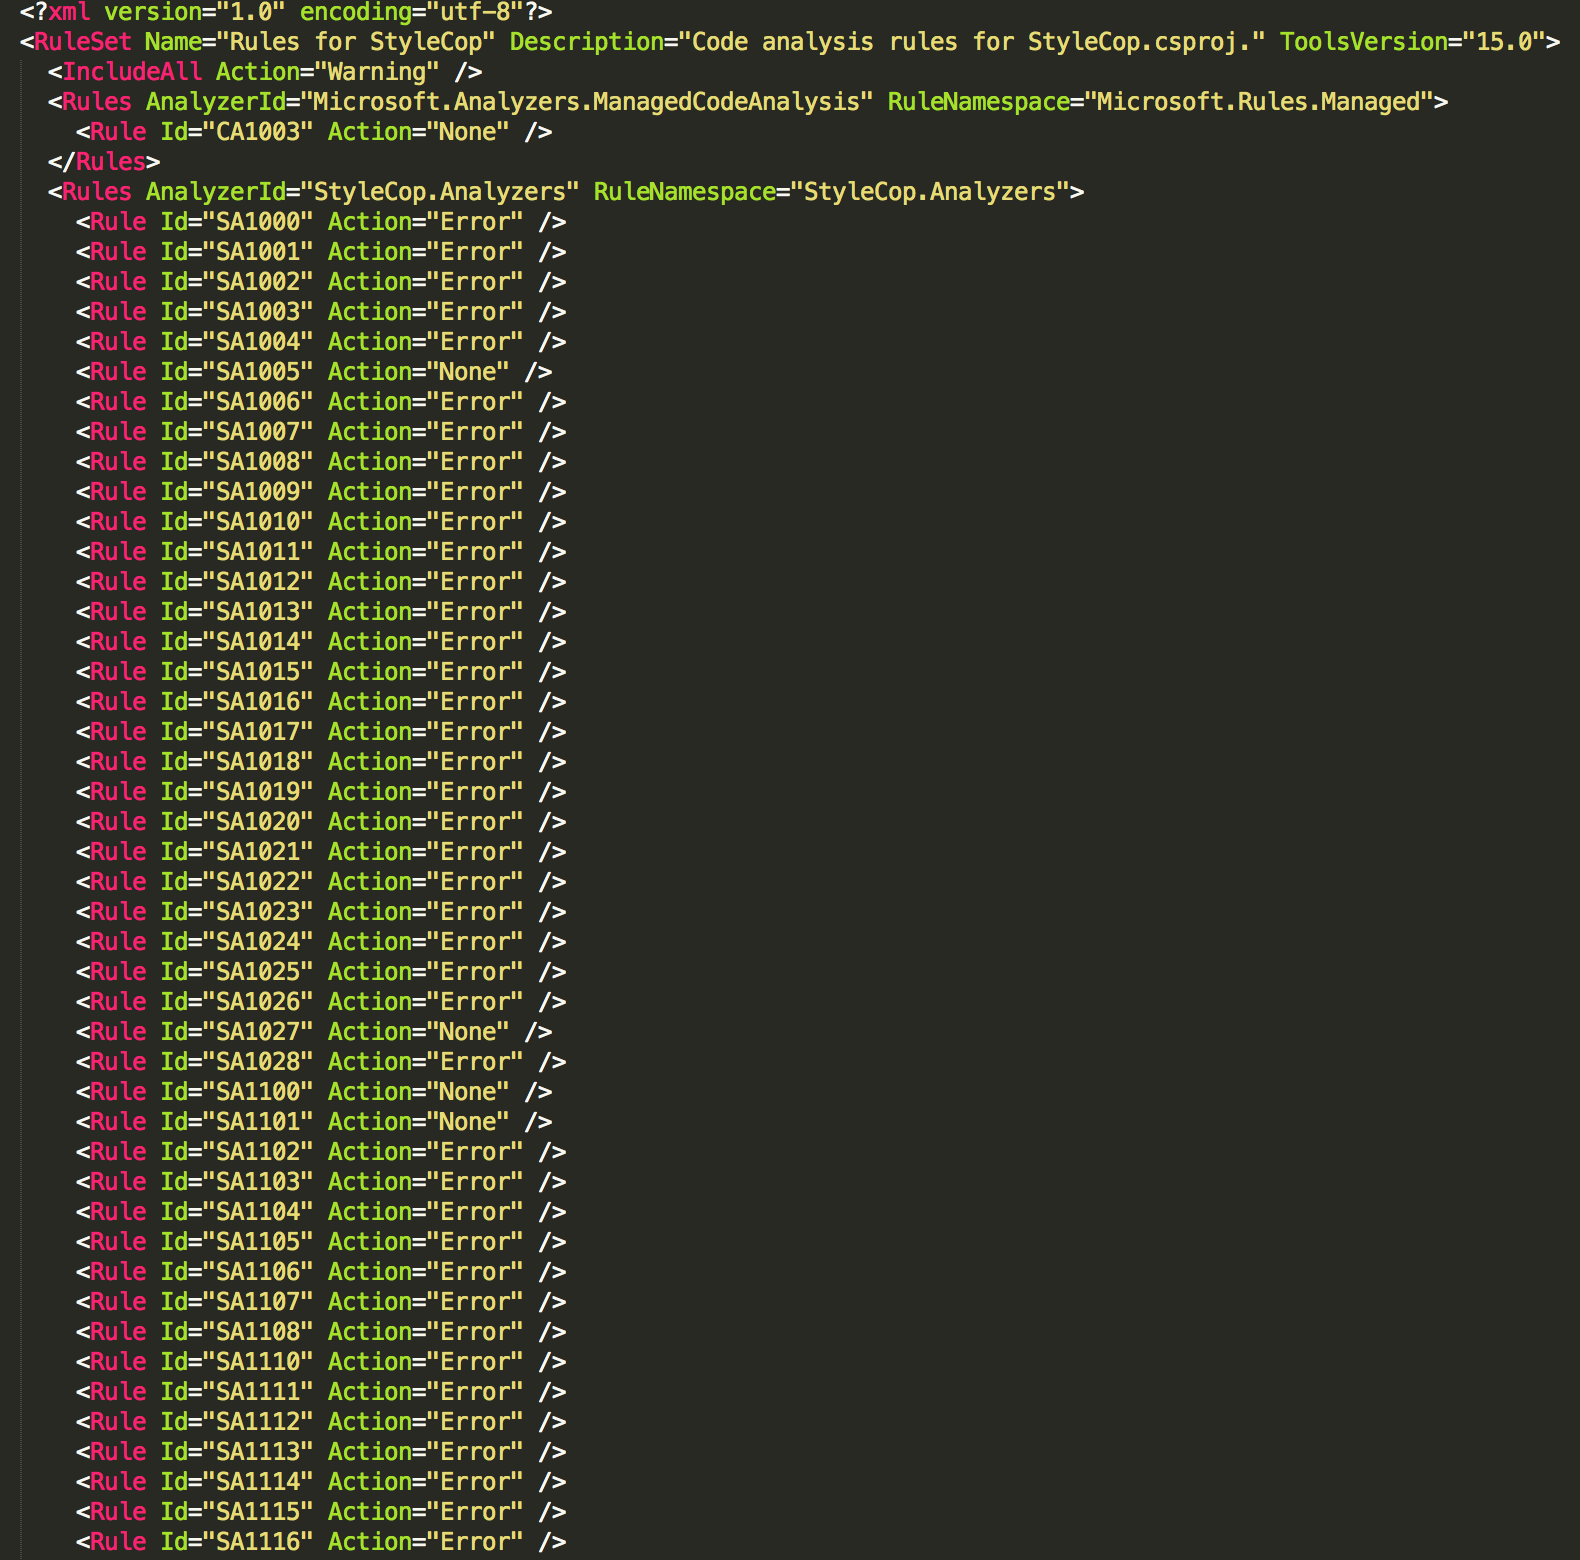 <?xml version="1.0" encoding="utf-8"?>
<RuleSet Name="Rules for StyleCop" Description="Code analysis rules for StyleCop.csproj." ToolsVersion="15.0">
<IncludeAll Action="Warning" />
<Rules AnalyzerId="Microsoft.Analyzers.ManagedCodeAnalysis" RuleNamespace="Microsoft.Rules.Managed">
<Rule Id="CA1003" Action="None" />
</Rules>
<Rules AnalyzerId="StyleCop.Analyzers" RuleNamespace="StyleCop.Analyzers">
<Rule Id="SA1000" Action="Error" />
<Rule Id="SA1001" Action="Error" />
<Rule Id="SA1002" Action="Error" />
<Rule Id="SA1003" Action="Error" />
<Rule Id="SA1004" Action="Error" />
<Rule Id="SA1005" Action="None" />
<Rule Id="SA1006" Action="Error" />
<Rule Id="SA1007" Action="Error" />
<Rule Id="SA1008" Action="Error" />
<Rule Id="SA1009" Action="Error" />
<Rule Id="SA1010" Action="Error" />
<Rule Id="SA1011" Action="Error" />
<Rule Id="SA1012" Action="Error" />
<Rule Id="SA1013" Action="Error" />
<Rule Id="SA1014" Action="Error" />
<Rule Id="SA1015" Action="Error" />
<Rule Id="SA1016" Action="Error" />
<Rule Id="SA1017" Action="Error" />
<Rule Id="SA1018" Action="Error" />
<Rule Id="SA1019" Action="Error" />
<Rule Id="SA1020" Action="Error" />
<Rule Id="SA1021" Action="Error" />
<Rule Id="SA1022" Action="Error" />
<Rule Id="SA1023" Action="Error" />
<Rule Id="SA1024" Action="Error" />
<Rule Id="SA1025" Action="Error" />
<Rule Id="SA1026" Action="Error" />
<Rule Id="SA1027" Action="None" />
<Rule Id="SA1028" Action="Error" />
<Rule Id="SA1100" Action="None" />
<Rule Id="SA1101" Action="None" />
<Rule Id="SA1102" Action="Error" />
<Rule Id="SA1103" Action="Error" />
<Rule Id="SA1104" Action="Error" />
<Rule Id="SA1105" Action="Error" />
<Rule Id="SA1106" Action="Error" />
<Rule Id="SA1107" Action="Error" />
<Rule Id="SA1108" Action="Error" />
<Rule Id="SA1110" Action="Error" />
<Rule Id="SA1111" Action="Error" />
<Rule Id="SA1112" Action="Error" />
<Rule Id="SA1113" Action="Error" />
<Rule Id="SA1114" Action="Error" />
<Rule Id="SA1115" Action="Error" />
<Rule Id="SA1116" Action="Error" />